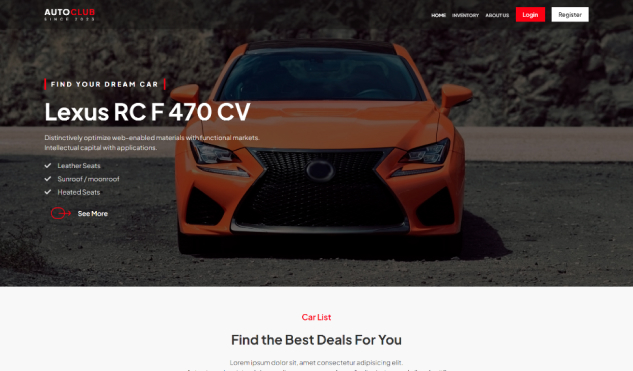 AUTOCLUB
SINCE 2023
HOME INVENTORY ABOUT US Login Register
FIND YOUR DREAM CAR
Lexus RC F 470 CV
Distinctively optimize web-enabled materials with functional markets.
Intellectual capital with applications.
Leather Seats
Sunroof / moonroof
Heated Seats
See More
Car List
Find the Best Deals For You
Lorem ipsum dolor sit, amet consectetur adipisicing elit.